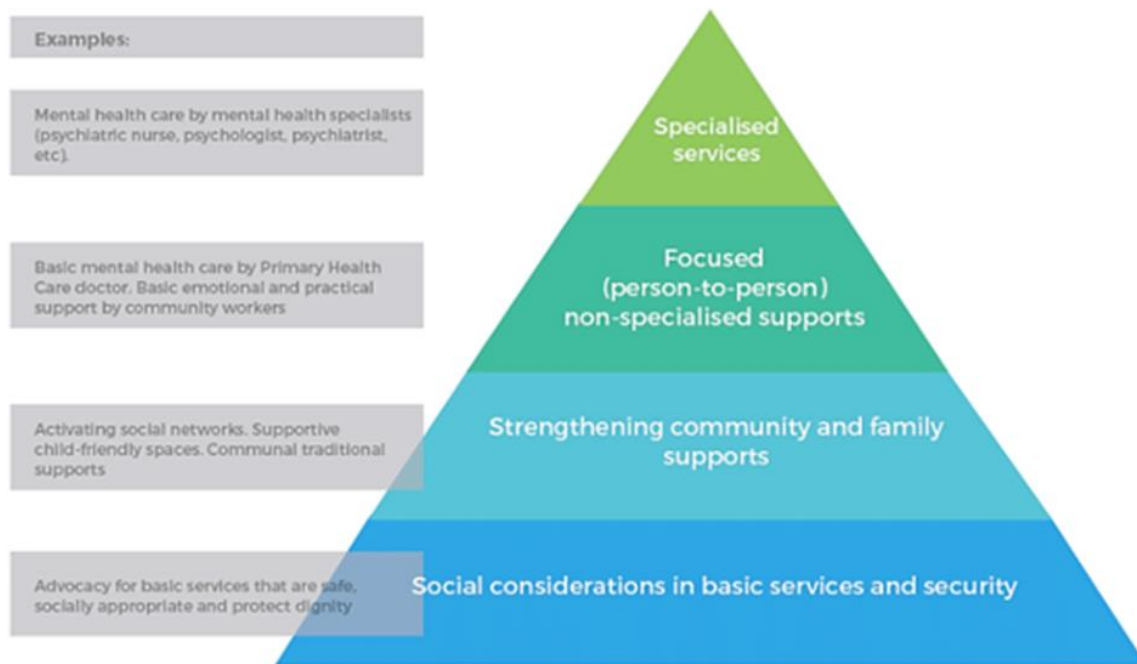 Examples:
Mental health care by mental health specialists
(psychiatric nurse, psychologist, psychiatrist,
etc).
Specialised
services
Basic mental health care by Primary Health
Care doctor. Basic emotional and practical
support by community workers
Focused
(person-to-person)
non-specialised supports
Activating social networks. Supportive
child-friendly spaces. Communal traditional
supports
Strengthening community and family
supports
Advocacy for basic services that are safe,
socially appropriate and protect dignity
Social considerations in basic services and security